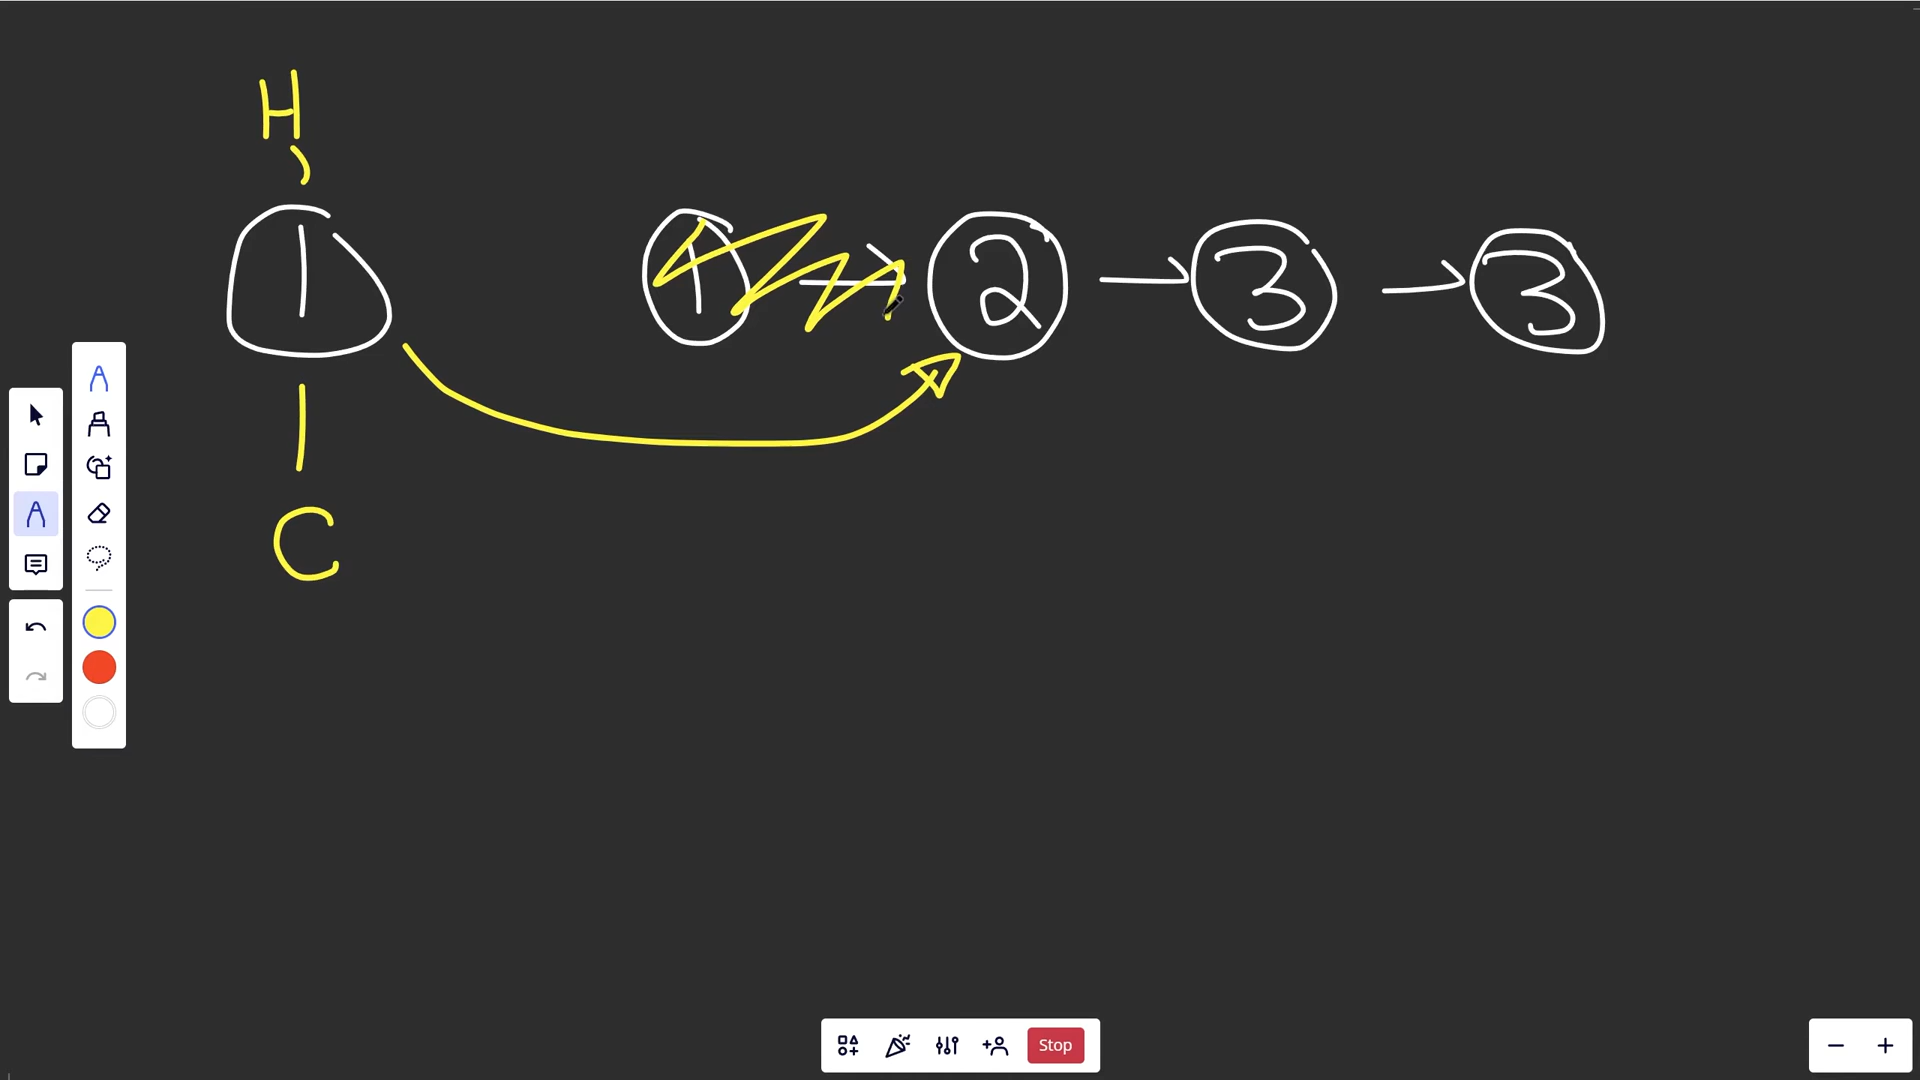 H
1 1 → 2 → 3 → 3
C
Stop